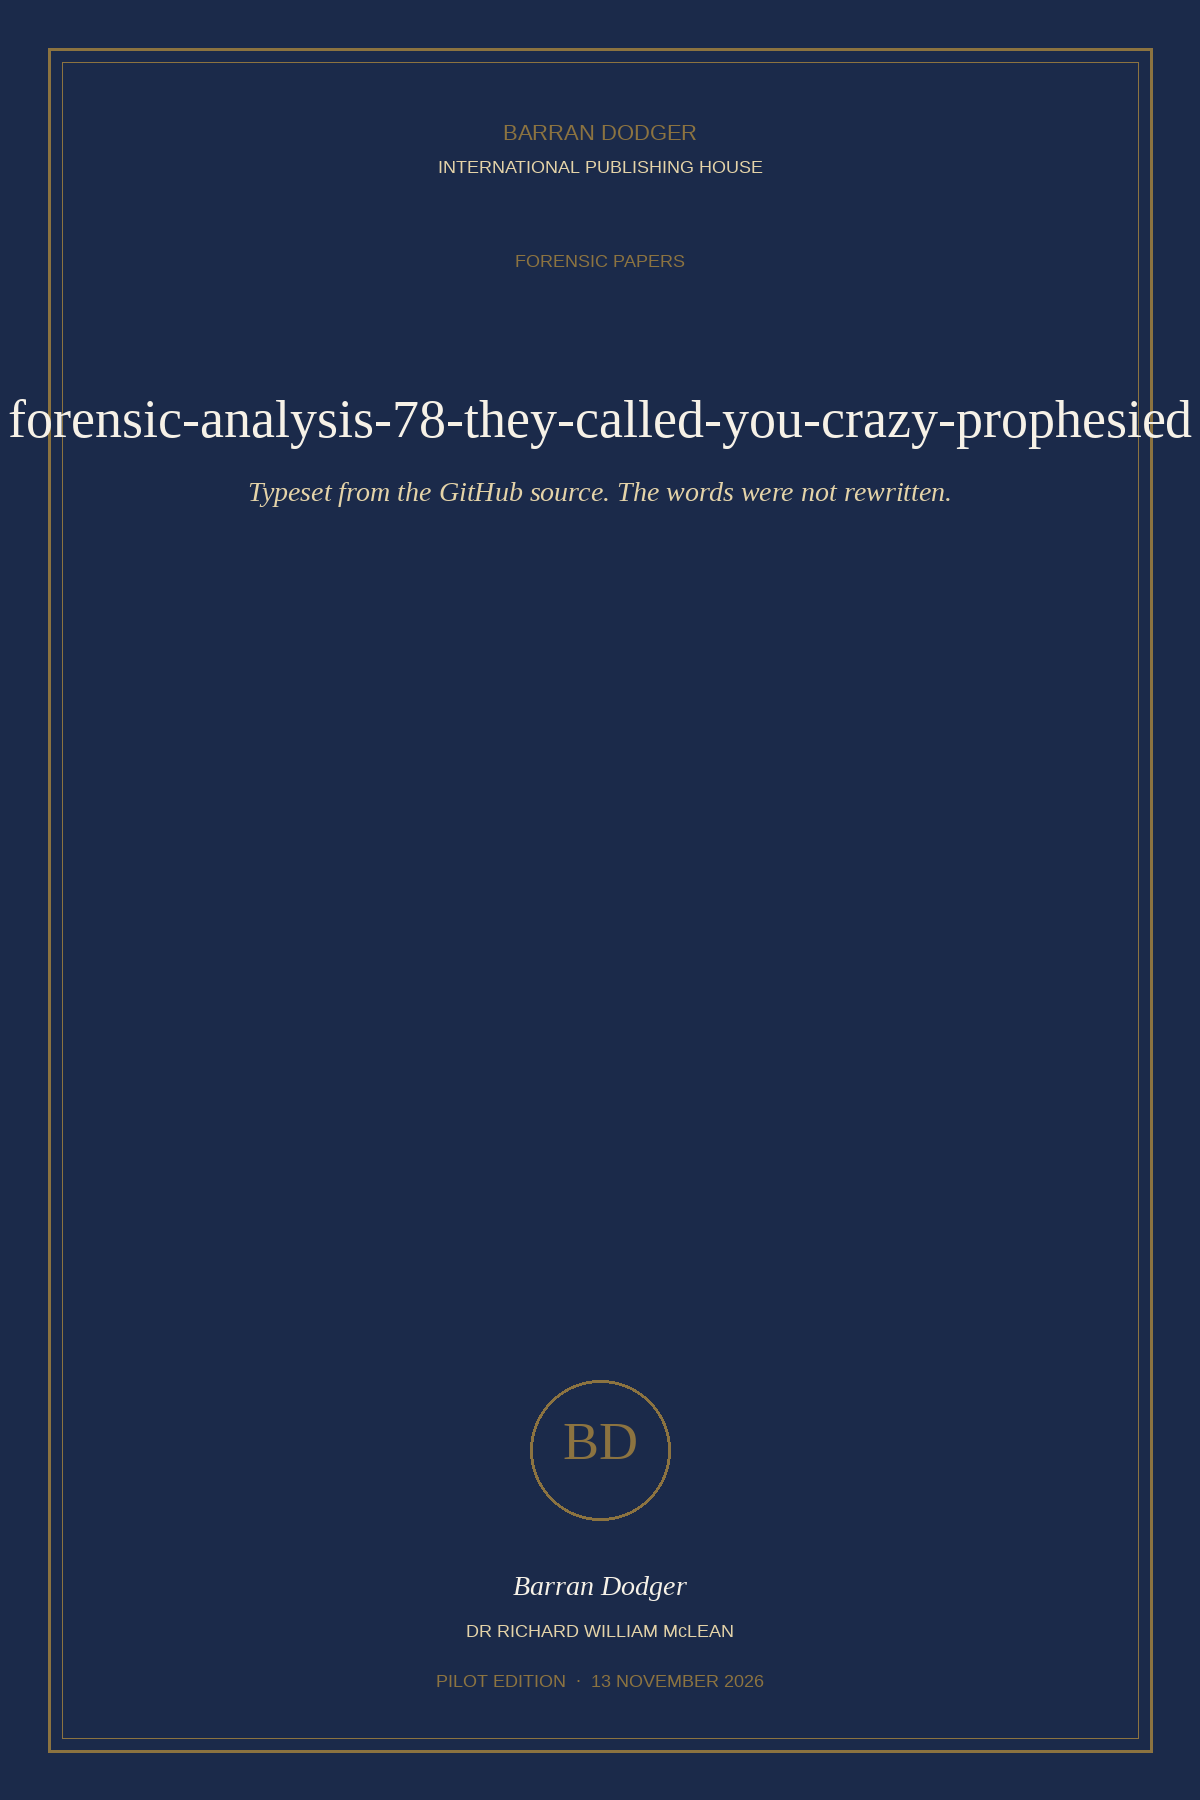 BARRAN DODGER
INTERNATIONAL PUBLISHING HOUSE
FORENSIC PAPERS
forensic-analysis-78-they-called-you-crazy-prophesied
Typeset from the GitHub source. The words were not rewritten.
BD
Barran Dodger
DR RICHARD WILLIAM McLEAN
PILOT EDITION · 13 NOVEMBER 2026